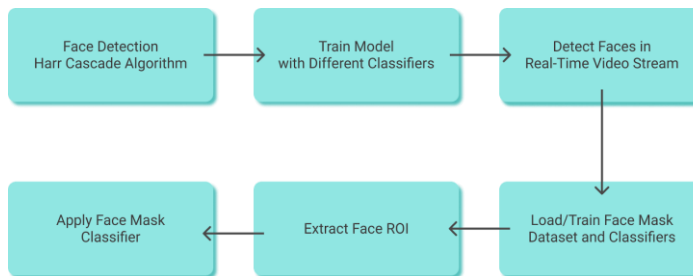 Face Detection
Harr Cascade Algorithm
Train Model
with Different Classifiers
Detect Faces in
Real-Time Video Stream
Load/Train Face Mask
Dataset and Classifiers
Extract Face ROI
Apply Face Mask
Classifier